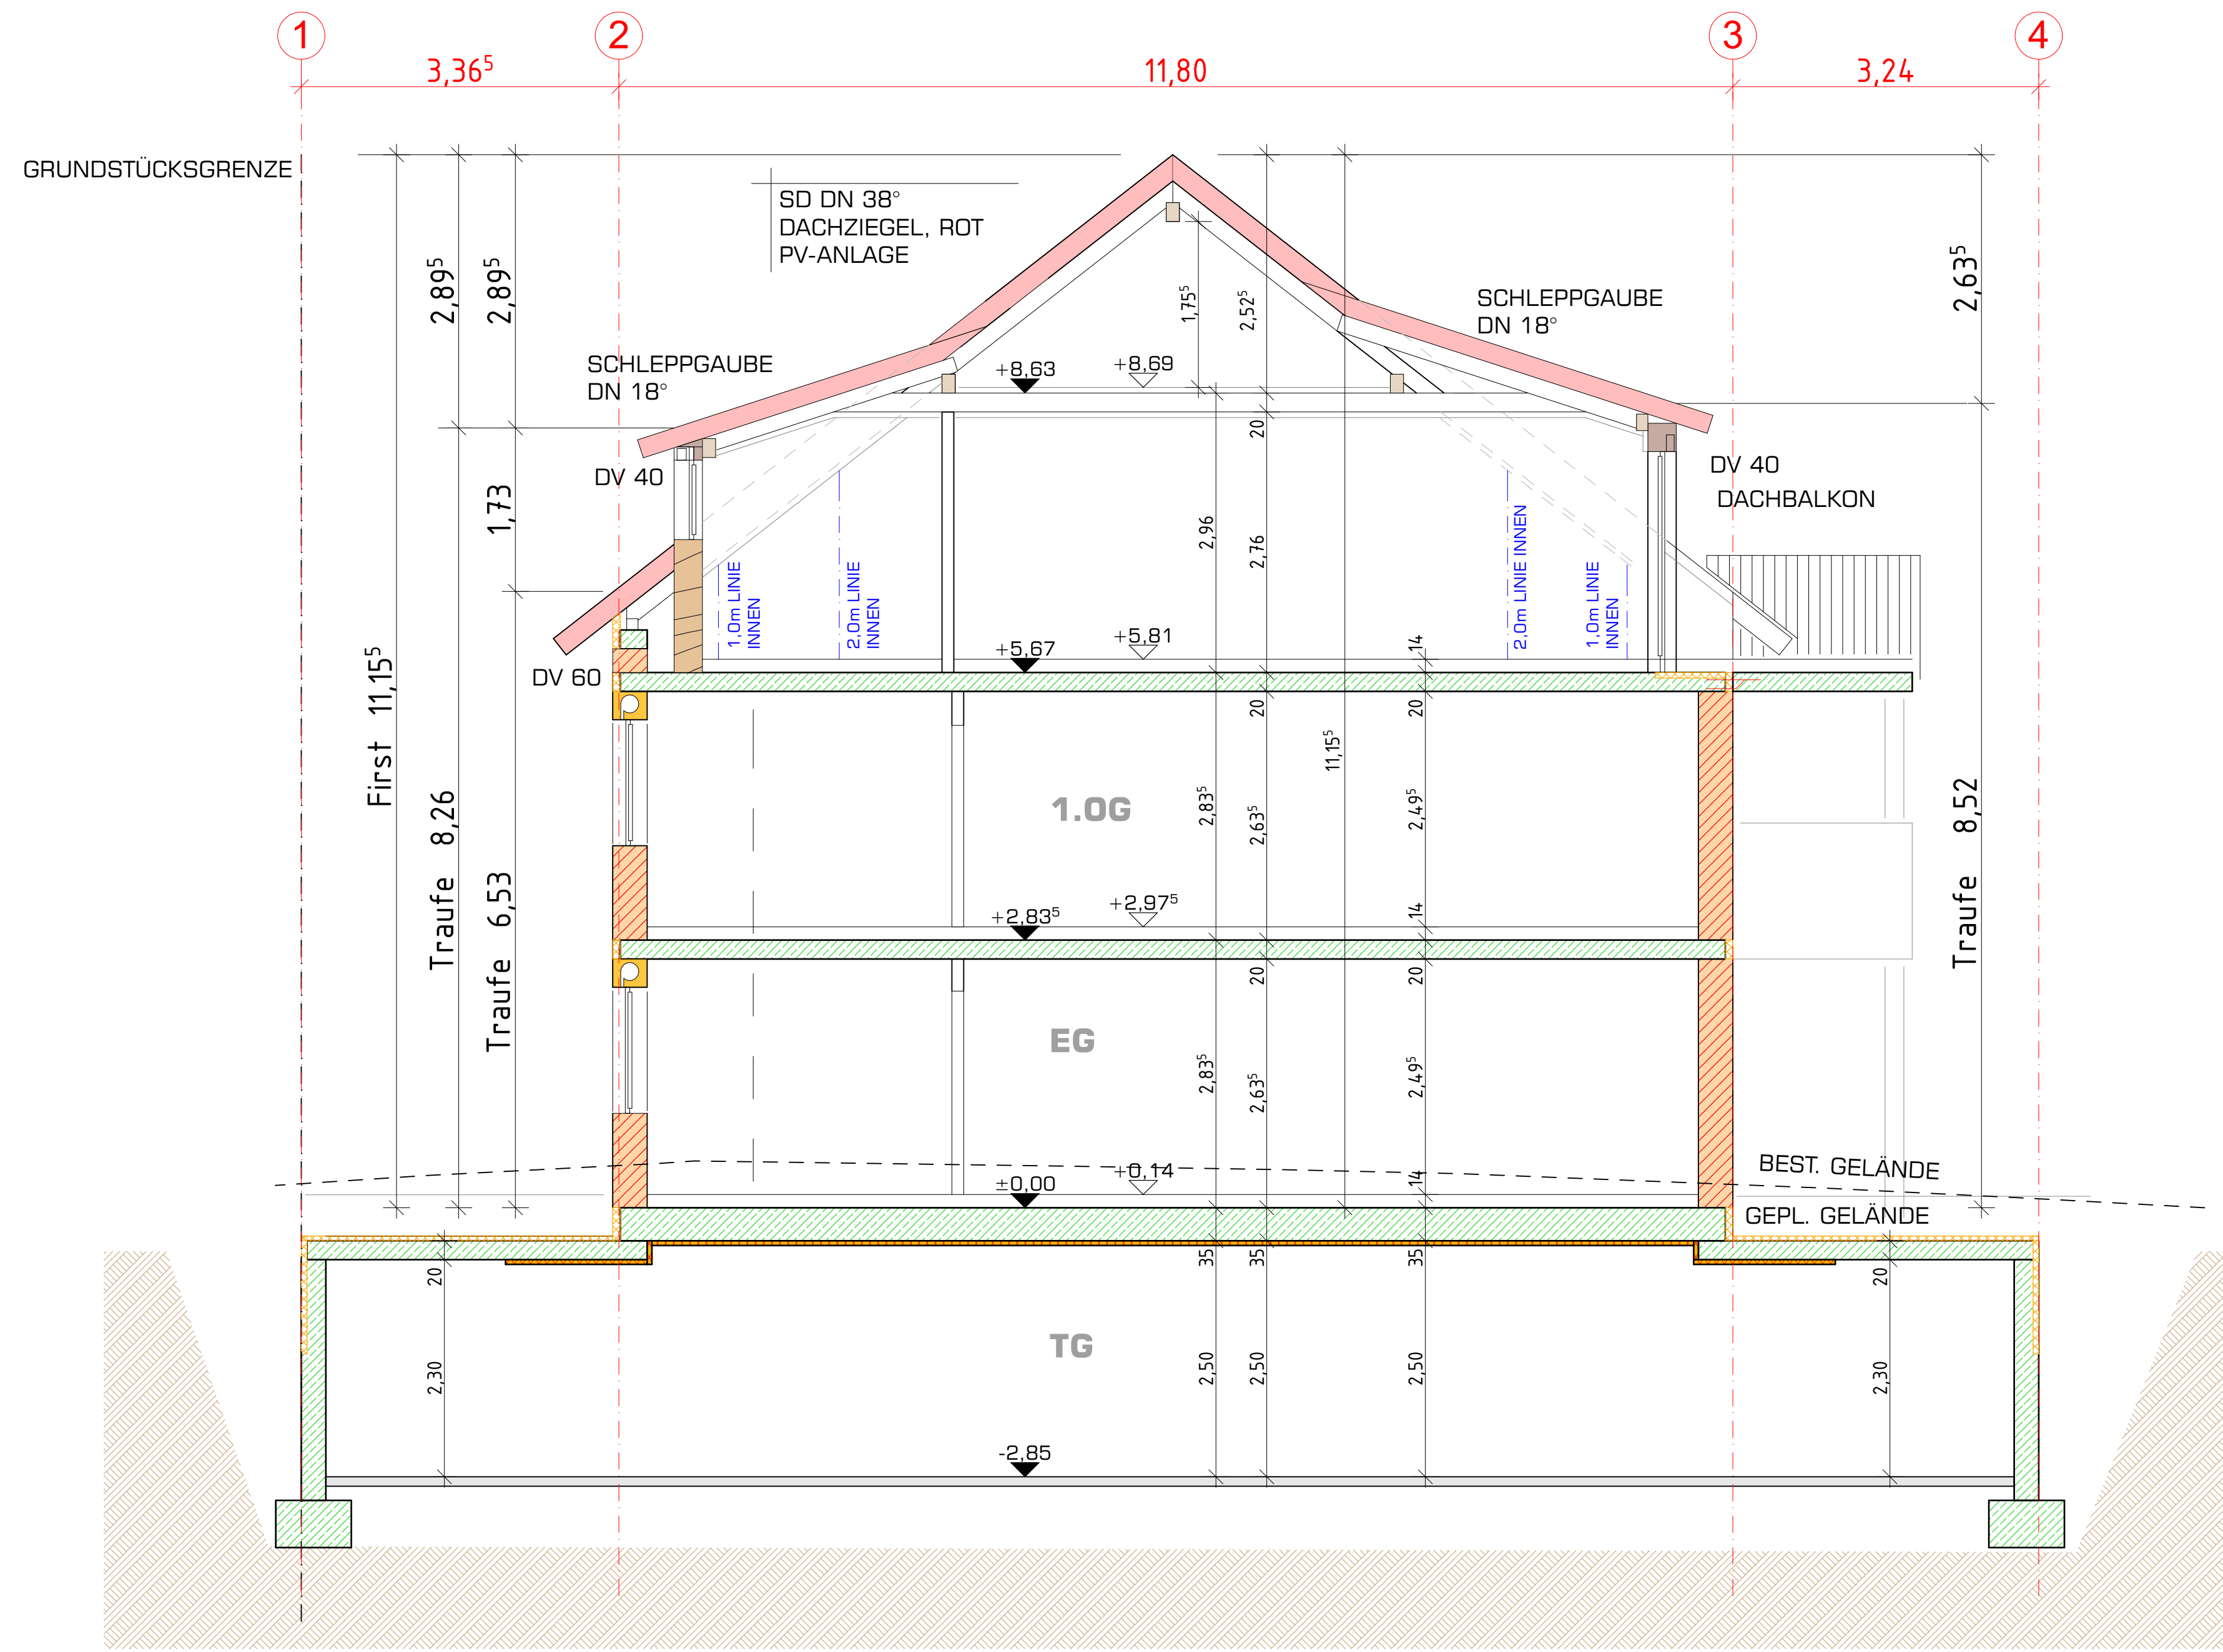 1
2
3
4
3,36⁵
11,80
3,24
GRUNDSTÜCKSGRENZE
SD DN 38°
DACHZIEGEL, ROT
PV-ANLAGE
2,89⁵
2,89⁵
1,75⁵
2,52⁵
2,63⁵
SCHLEPPGAUBE
DN 18°
SCHLEPPGAUBE
DN 18°
+8,63
+8,69
20
DV 40
DV 40
DACHBALKON
1,73
2,96
2,76
1,0m LINIE
INNEN
2,0m LINIE
INNEN
2,0m LINIE INNEN
1,0m LINIE
INNEN
+5,67
+5,81
14
DV 60
First 11,15⁵
20
20
11,15⁵
1.OG
2,83⁵
2,63⁵
2,49⁵
Traufe 8,26
Traufe 6,53
Traufe 8,52
+2,83⁵
+2,97⁵
14
20
20
EG
2,83⁵
2,63⁵
2,49⁵
BEST. GELÄNDE
±0,00
+0,14
14
GEPL. GELÄNDE
20
35
35
35
20
TG
2,30
2,50
2,50
2,50
2,30
-2,85